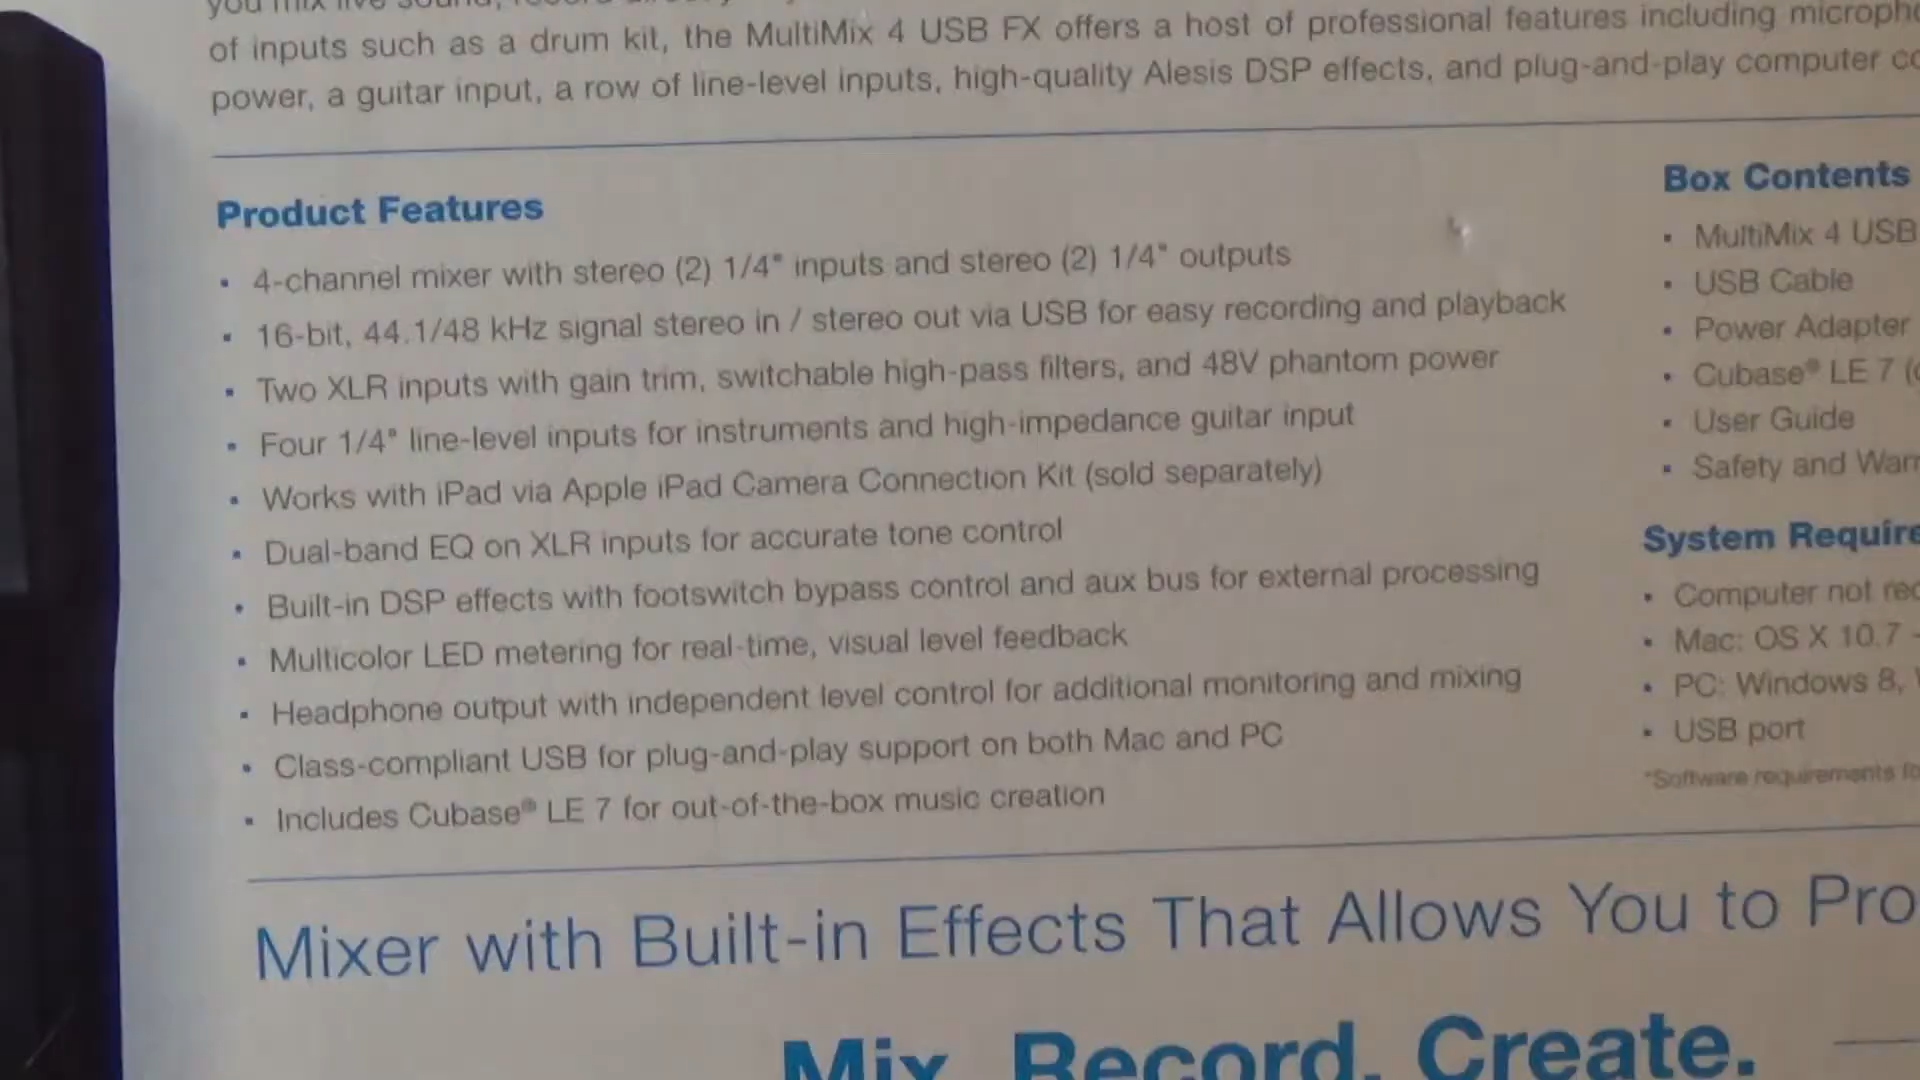 of inputs such as a drum kit, the MultiMix 4 USB FX offers a host of professional features including
power, a guitar input, a row of line-level inputs, high-quality Alesis DSP effects, and plug-and-play computer
Product Features
• 4-channel mixer with stereo (2) 1/4" inputs and stereo (2) 1/4" outputs
• 16-bit, 44.1/48 kHz signal stereo in / stereo out via USB for easy recording and playback
• Two XLR inputs with gain trim, switchable high-pass filters, and 48V phantom power
• Four 1/4" line-level inputs for instruments and high-impedance guitar input
• Works with iPad via Apple iPad Camera Connection Kit (sold separately)
• Dual-band EQ on XLR inputs for accurate tone control
• Built-in DSP effects with footswitch bypass control and aux bus for external processing
• Multicolor LED metering for real-time, visual level feedback
• Headphone output with independent level control for additional monitoring and mixing
• Class-compliant USB for plug-and-play support on both Mac and PC
• Includes Cubase® LE 7 for out-of-the-box music creation
Box Contents
• MultiMix 4 USB
• USB Cable
• Power Adapter
• Cubase® LE 7
• User Guide
• Safety and
System
• Computer not
• Mac: OS X 10.7 -
• PC: Windows 8,
• USB port
*Software requirements
Mixer with Built-in Effects That Allows You to
Mix. Record. Create.